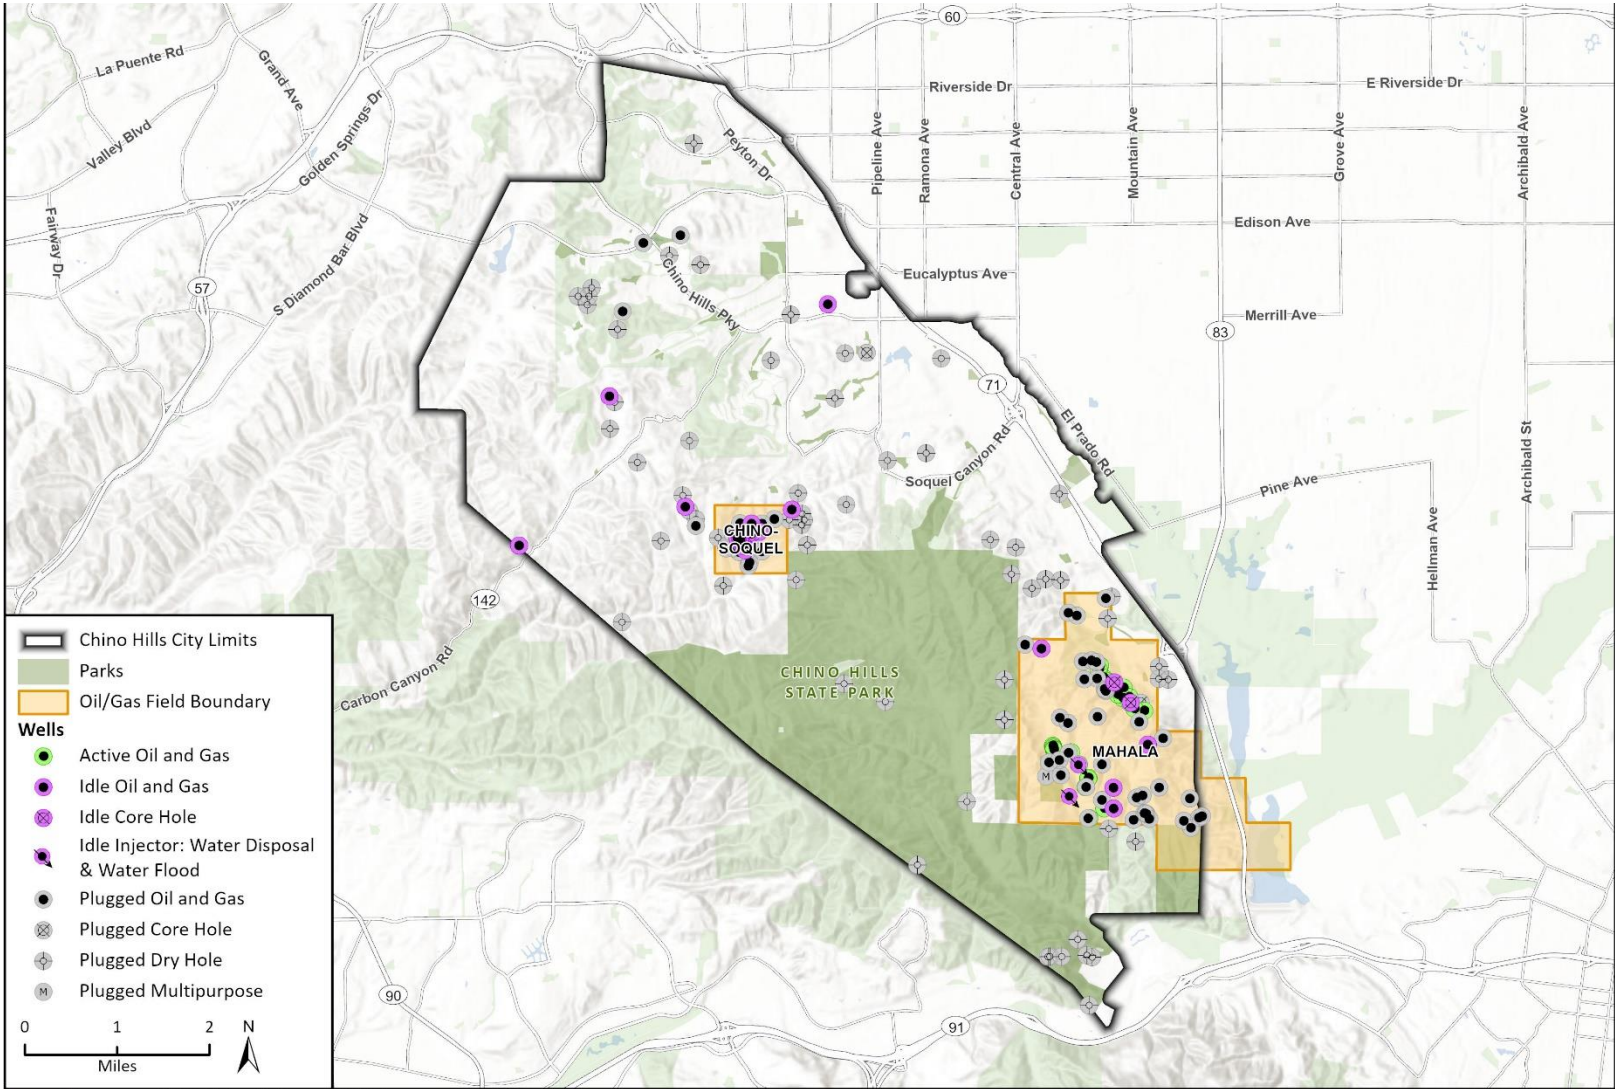 60
La Puente Rd
Grand Ave
Riverside Dr
E Riverside Dr
Golden Springs Dr
Valley Blvd
Peyton Dr
Pipeline Ave
Ramona Ave
Central Ave
Mountain Ave
Grove Ave
Archibald Ave
Fairway Dr
S Diamond Bar Blvd
Edison Ave
57
Chino Hills Pky
Eucalyptus Ave
Merrill Ave
83
71
El Prado Rd
Soquel Canyon Rd
Pine Ave
Archibald St
Hellman Ave
CHINO-
SOQUEL
142
Carbon Canyon Rd
CHINO HILLS
STATE PARK
MAHALA
M
90
91
Chino Hills City Limits
Parks
Oil/Gas Field Boundary
Wells
Active Oil and Gas
Idle Oil and Gas
Idle Core Hole
Idle Injector: Water Disposal
& Water Flood
Plugged Oil and Gas
Plugged Core Hole
Plugged Dry Hole
M Plugged Multipurpose
0 1 2 N
Miles